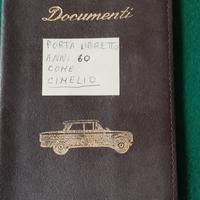 Documenti
PORTA LIBRETTO
ANNI 60
COME
CIMELIO